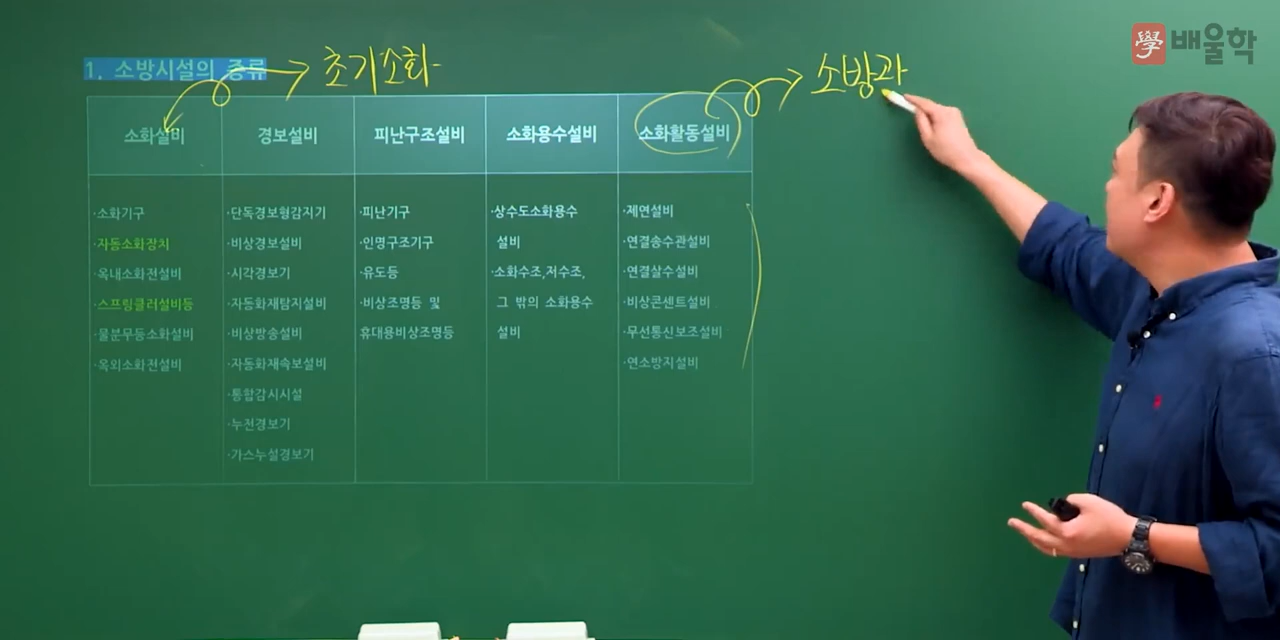 學 배울학
1. 소방시설의 종류
초기소화
소방관
소화설비
경보설비
피난구조설비
소화용수설비
소화활동설비
·소화기구
·자동소화장치
·옥내소화전설비
·스프링클러설비등
·물분무등소화설비
·옥외소화전설비
·단독경보형감지기
·비상경보설비
·시각경보기
·자동화재탐지설비
·비상방송설비
·자동화재속보설비
·통합감시시설
·누전경보기
·가스누설경보기
·피난기구
·인명구조기구
·유도등
·비상조명등 및
휴대용비상조명등
·상수도소화용수
설비
·소화수조,저수조,
그 밖의 소화용수
설비
·제연설비
·연결송수관설비
·연결살수설비
·비상콘센트설비
·무선통신보조설비
·연소방지설비